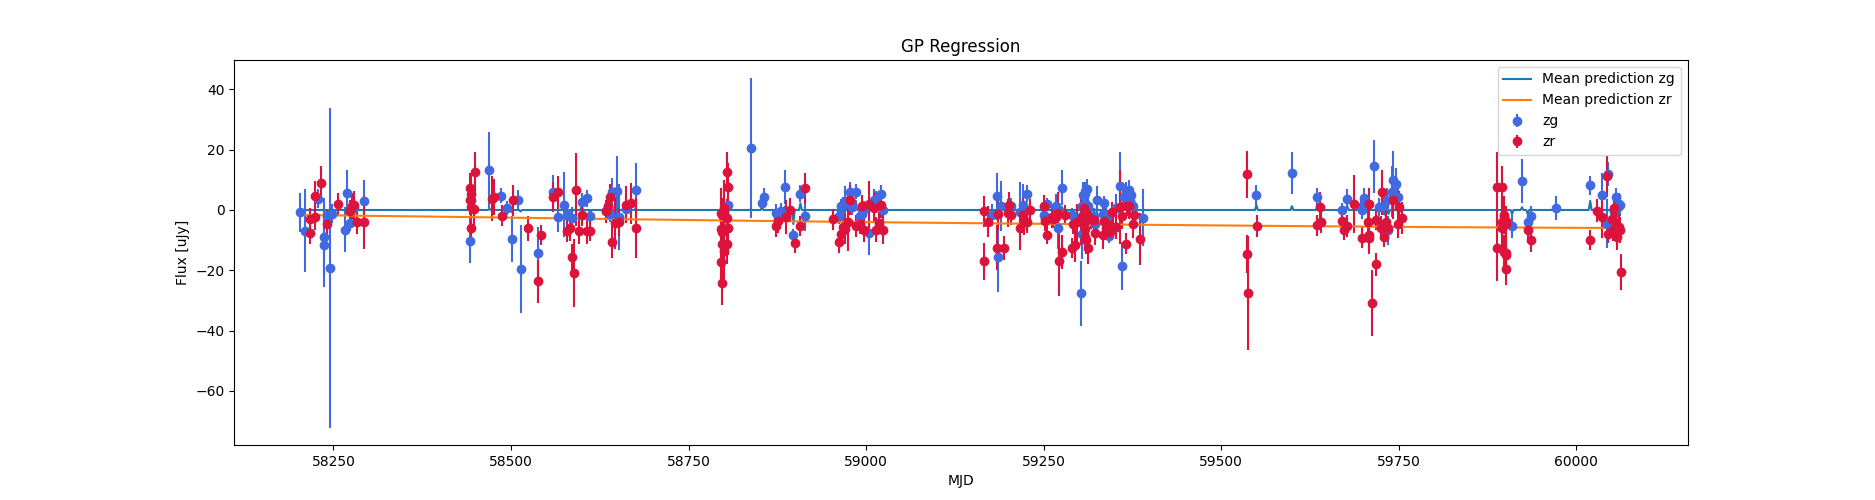 GP Regression
Flux [uJy]
40
20
0
−20
−40
−60
Mean prediction zg
Mean prediction zr
zg
zr
58250
58500
58750
59000
59250
59500
59750
60000
MJD